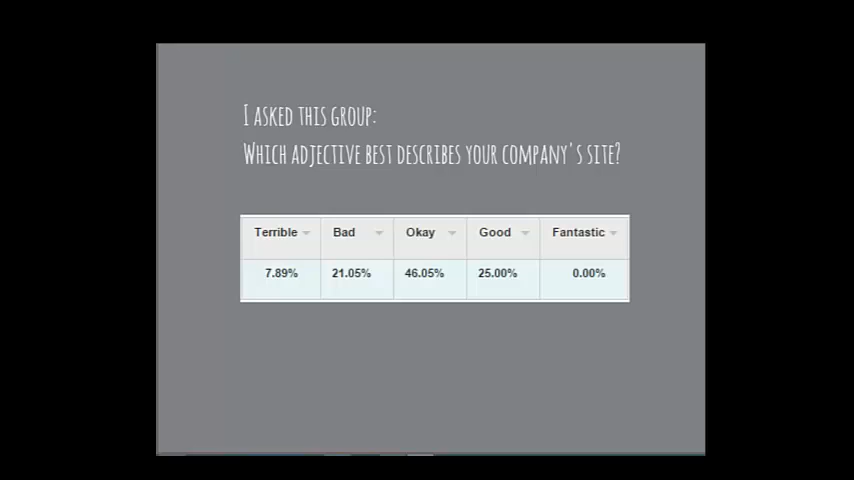 I asked this group:
Which adjective best describes your company's site?
Terrible Bad Okay Good Fantastic
7.89% 21.05% 46.05% 25.00% 0.00%